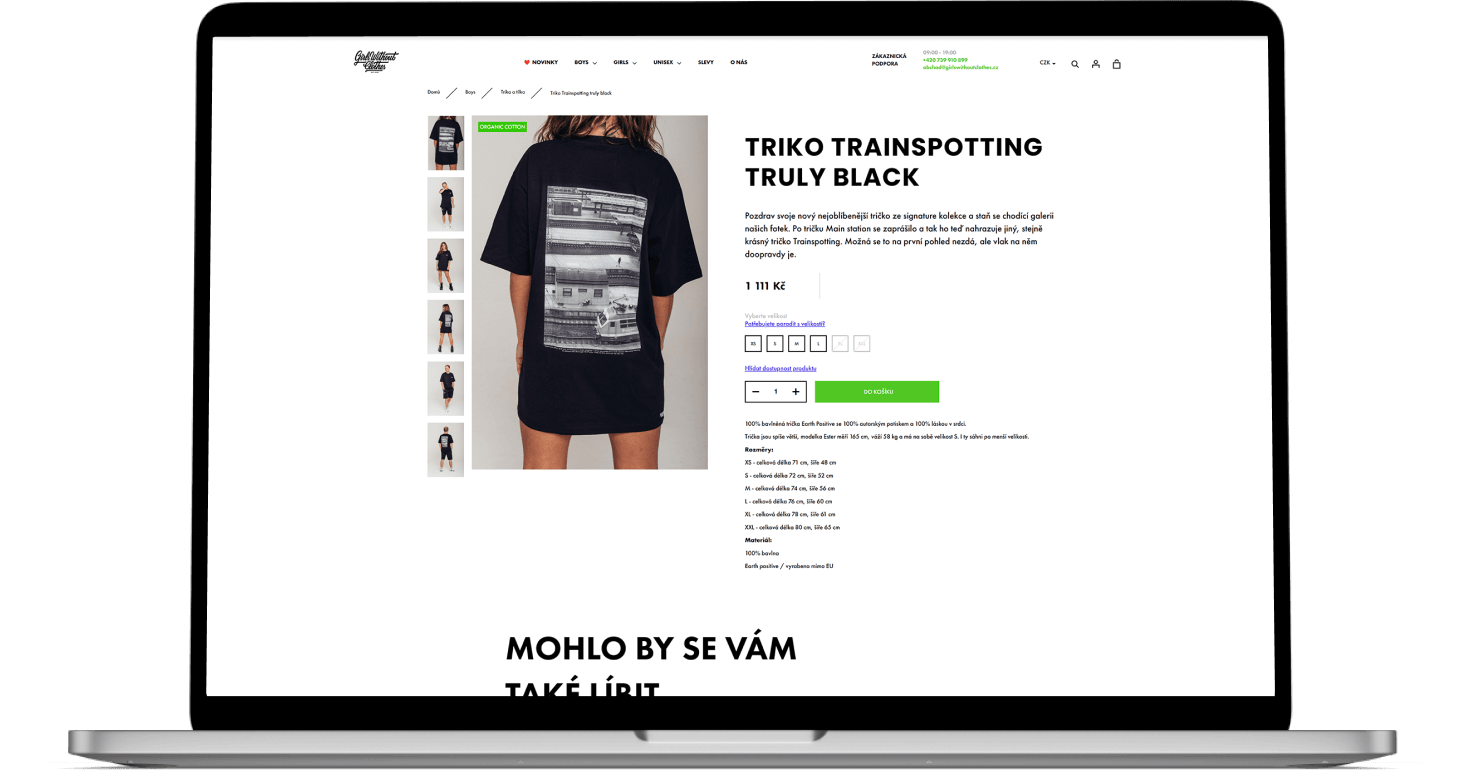 Girls Without Clothes
NOVINKY BOYS GIRLS UNISEX SLEVY O NÁS
ZÁKAZNICKÁ PODPORA
09:00 - 19:00
+420 739 910 899
obchod@girlswithoutclothes.cz
CZK
Domů Boys Trika a tílka Triko Trainspotting truly black
ORGANIC COTTON
TRIKO TRAINSPOTTING
TRULY BLACK
Pozdrav svoje nový nejoblíbenější tričko ze signature kolekce a staň se chodící galerií
našich fotek. Po tričku Main station se zaprášilo a tak ho teď nahrazuje jiný, stejně
krásný tričko Trainspotting. Možná se to na první pohled nezdá, ale vlak na něm
doopravdy je.
1 111 Kč
Vyberte velikost
Potřebujete poradit s velikostí?
XS S M L XL XXL
Hlídat dostupnost produktu
− 1 + DO KOŠÍKU
100% bavlněná trička Earth Positive se 100% autorským potiskem a 100% láskou v srdci.
Trička jsou spíše větší, modelka Ester měří 165 cm, váží 58 kg a má na sobě velikost S. I ty sáhni po menší velikosti.
Rozměry:
XS - celková délka 71 cm, šíře 48 cm
S - celková délka 72 cm, šíře 52 cm
M - celková délka 74 cm, šíře 56 cm
L - celková délka 76 cm, šíře 60 cm
XL - celková délka 78 cm, šíře 61 cm
XXL - celková délka 80 cm, šíře 65 cm
Materiál:
100% bavlna
Earth positive / vyrobeno mimo EU
MOHLO BY SE VÁM
TAKÉ LÍBIT